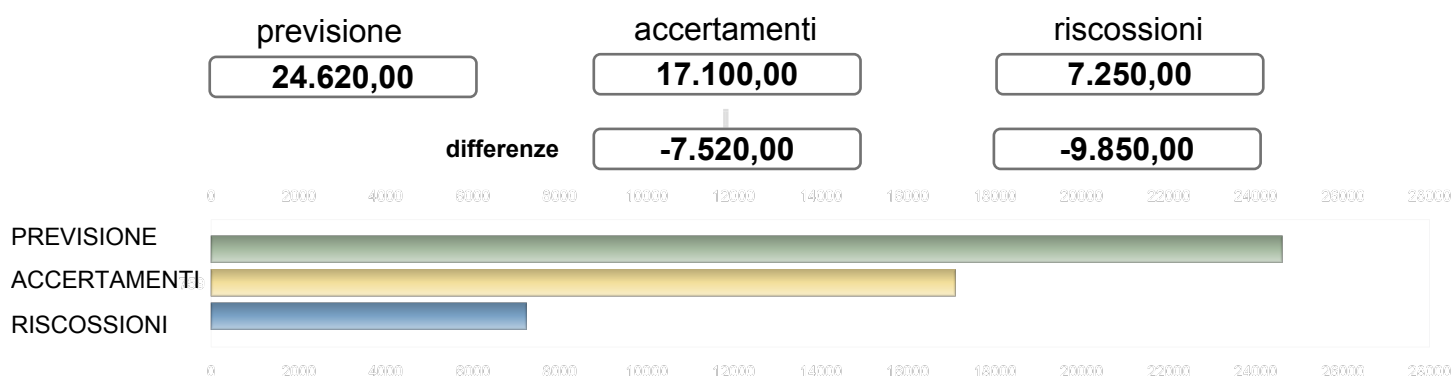 previsione accertamenti riscossioni
24.620,00 17.100,00 7.250,00
differenze -7.520,00 -9.850,00
0 2000 4000 6000 8000 10000 12000 14000 16000 18000 20000 22000 24000 26000 28000
PREVISIONE
ACCERTAMENTI
RISCOSSIONI
0 2000 4000 6000 8000 10000 12000 14000 16000 18000 20000 22000 24000 26000 28000